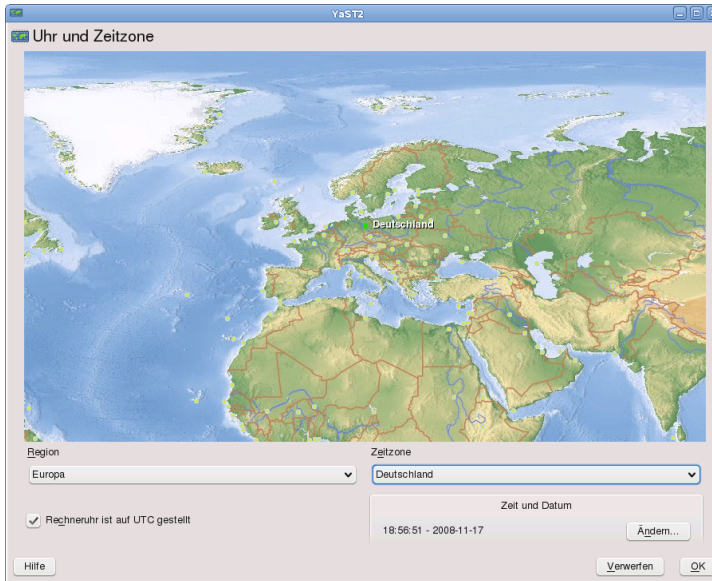 YaST2
Uhr und Zeitzone
Deutschland
Region
Zeitzone
Europa
Deutschland
Rechneruhr ist auf UTC gestellt
Zeit und Datum
18:56:51 - 2008-11-17
Ändern...
Hilfe
Verwerfen
OK